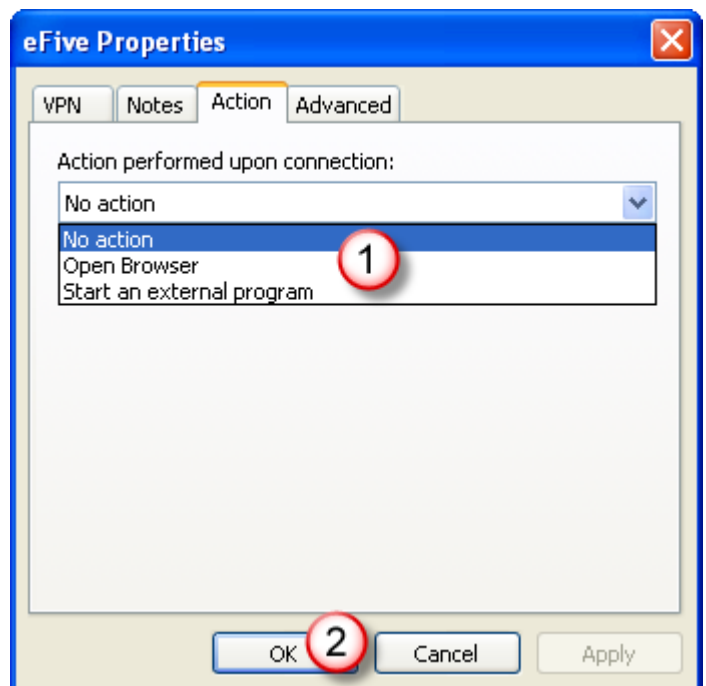 eFive Properties
VPN Notes Action Advanced
Action performed upon connection:
No action
No action
Open Browser
Start an external program
1
OK 2 Cancel Apply